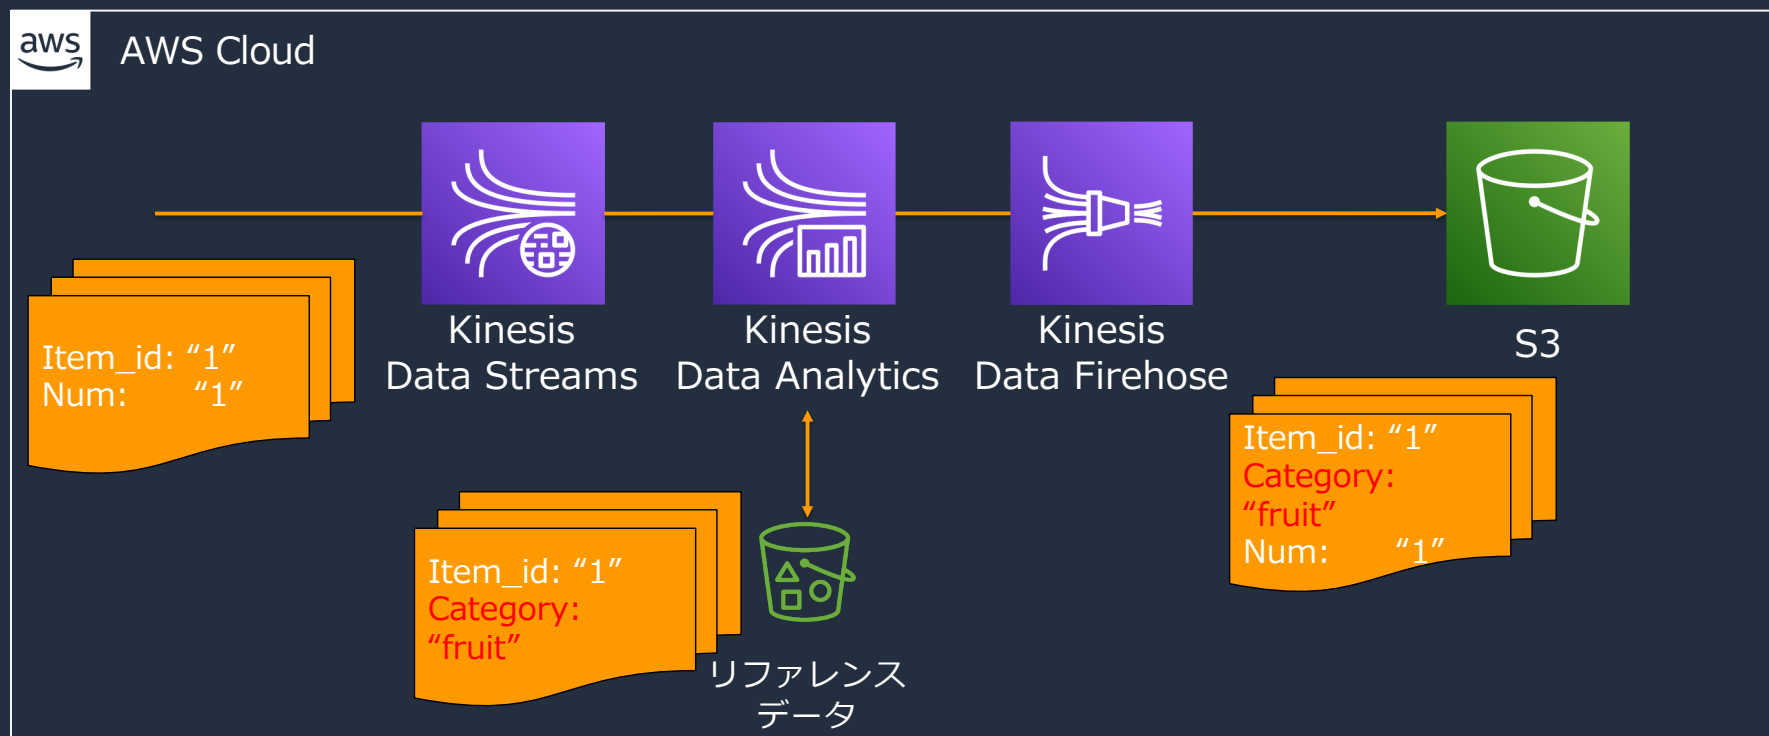 aws
AWS Cloud
Kinesis
Data Streams
Kinesis
Data Analytics
Kinesis
Data Firehose
S3
Item_id: “1”
Num: “1”
Item_id: “1”
Category:
“fruit”
リファレンス
データ
Item_id: “1”
Category:
“fruit”
Num: “1”